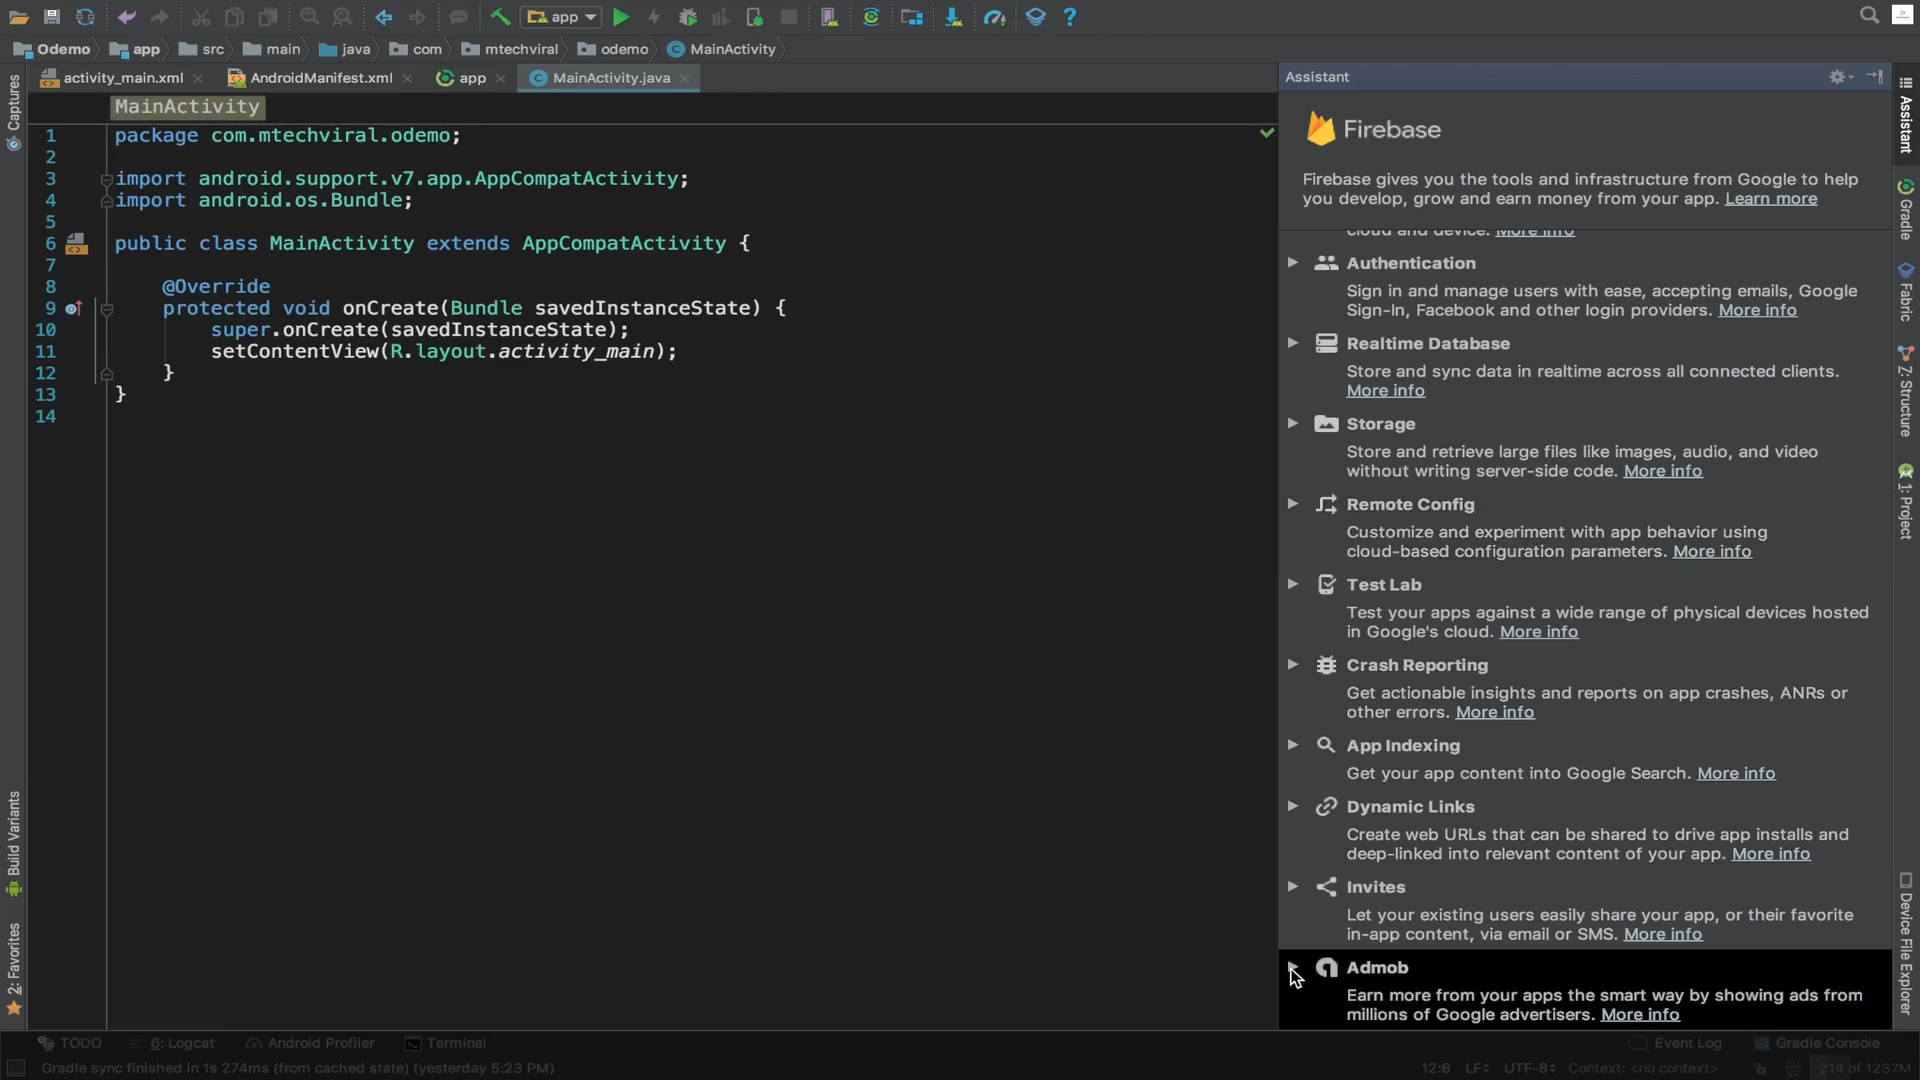 app
Odemo
app
src
main
java
com
mtechviral
odemo
MainActivity
activity_main.xml
AndroidManifest.xml
app
MainActivity.java
MainActivity
1 package com.mtechviral.odemo;
2
3 import android.support.v7.app.AppCompatActivity;
4 import android.os.Bundle;
5
6 public class MainActivity extends AppCompatActivity {
7
8 @Override
9 protected void onCreate(Bundle savedInstanceState) {
10 super.onCreate(savedInstanceState);
11 setContentView(R.layout.activity_main);
12 }
13 }
14
Captures
Build Variants
2: Favorites
Assistant
Firebase
Firebase gives you the tools and infrastructure from Google to help
you develop, grow and earn money from your app. Learn more
cloud and device. More info
Authentication
Sign in and manage users with ease, accepting emails, Google
Sign-In, Facebook and other login providers. More info
Realtime Database
Store and sync data in realtime across all connected clients.
More info
Storage
Store and retrieve large files like images, audio, and video
without writing server-side code. More info
Remote Config
Customize and experiment with app behavior using
cloud-based configuration parameters. More info
Test Lab
Test your apps against a wide range of physical devices hosted
in Google's cloud. More info
Crash Reporting
Get actionable insights and reports on app crashes, ANRs or
other errors. More info
App Indexing
Get your app content into Google Search. More info
Dynamic Links
Create web URLs that can be shared to drive app installs and
deep-linked into relevant content of your app. More info
Invites
Let your existing users easily share your app, or their favorite
in-app content, via email or SMS. More info
Admob
Earn more from your apps the smart way by showing ads from
millions of Google advertisers. More info
Assistant
Gradle
Fabric
Z: Structure
1: Project
Device File Explorer
TODO
6: Logcat
Android Profiler
Terminal
Event Log
Gradle Console
Gradle sync finished in 1s 274ms (from cached state) (yesterday 5:23 PM)
12:6
LF
UTF-8
Context: <no context>
214 of 1237M